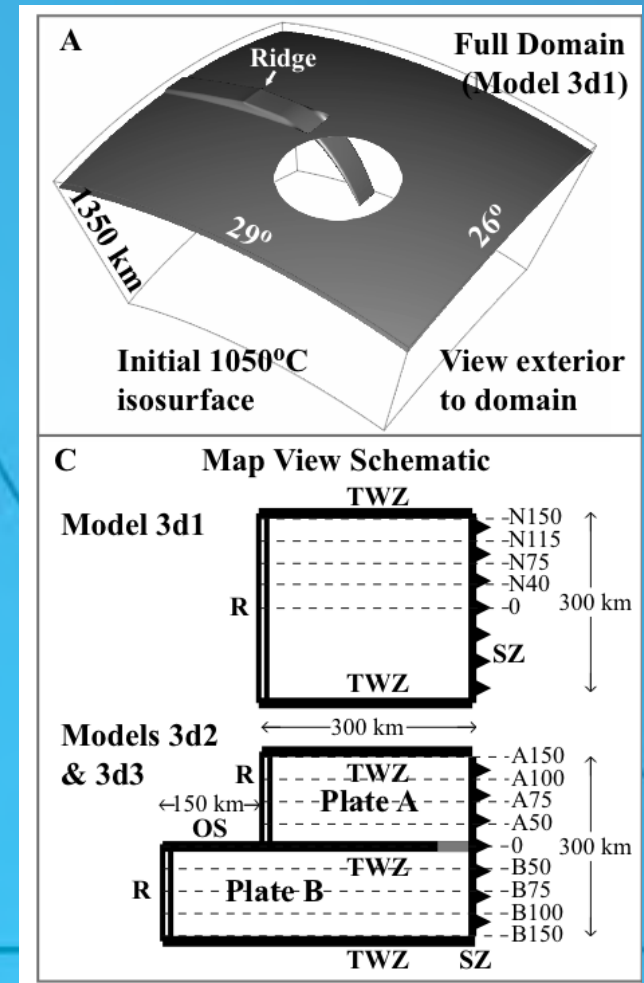 A
Full Domain
(Model 3d1)
Ridge
1350 km
29º
26º
Initial 1050ºC
isosurface
View exterior
to domain
C
Map View Schematic
TWZ
Model 3d1
N150
N115
N75
N40
0
R
300 km
SZ
TWZ
300 km
Models 3d2
& 3d3
A150
R
TWZ
A100
150 km
Plate A
A75
OS
A50
0
300 km
TWZ
B50
R
Plate B
B75
B100
B150
TWZ
SZ